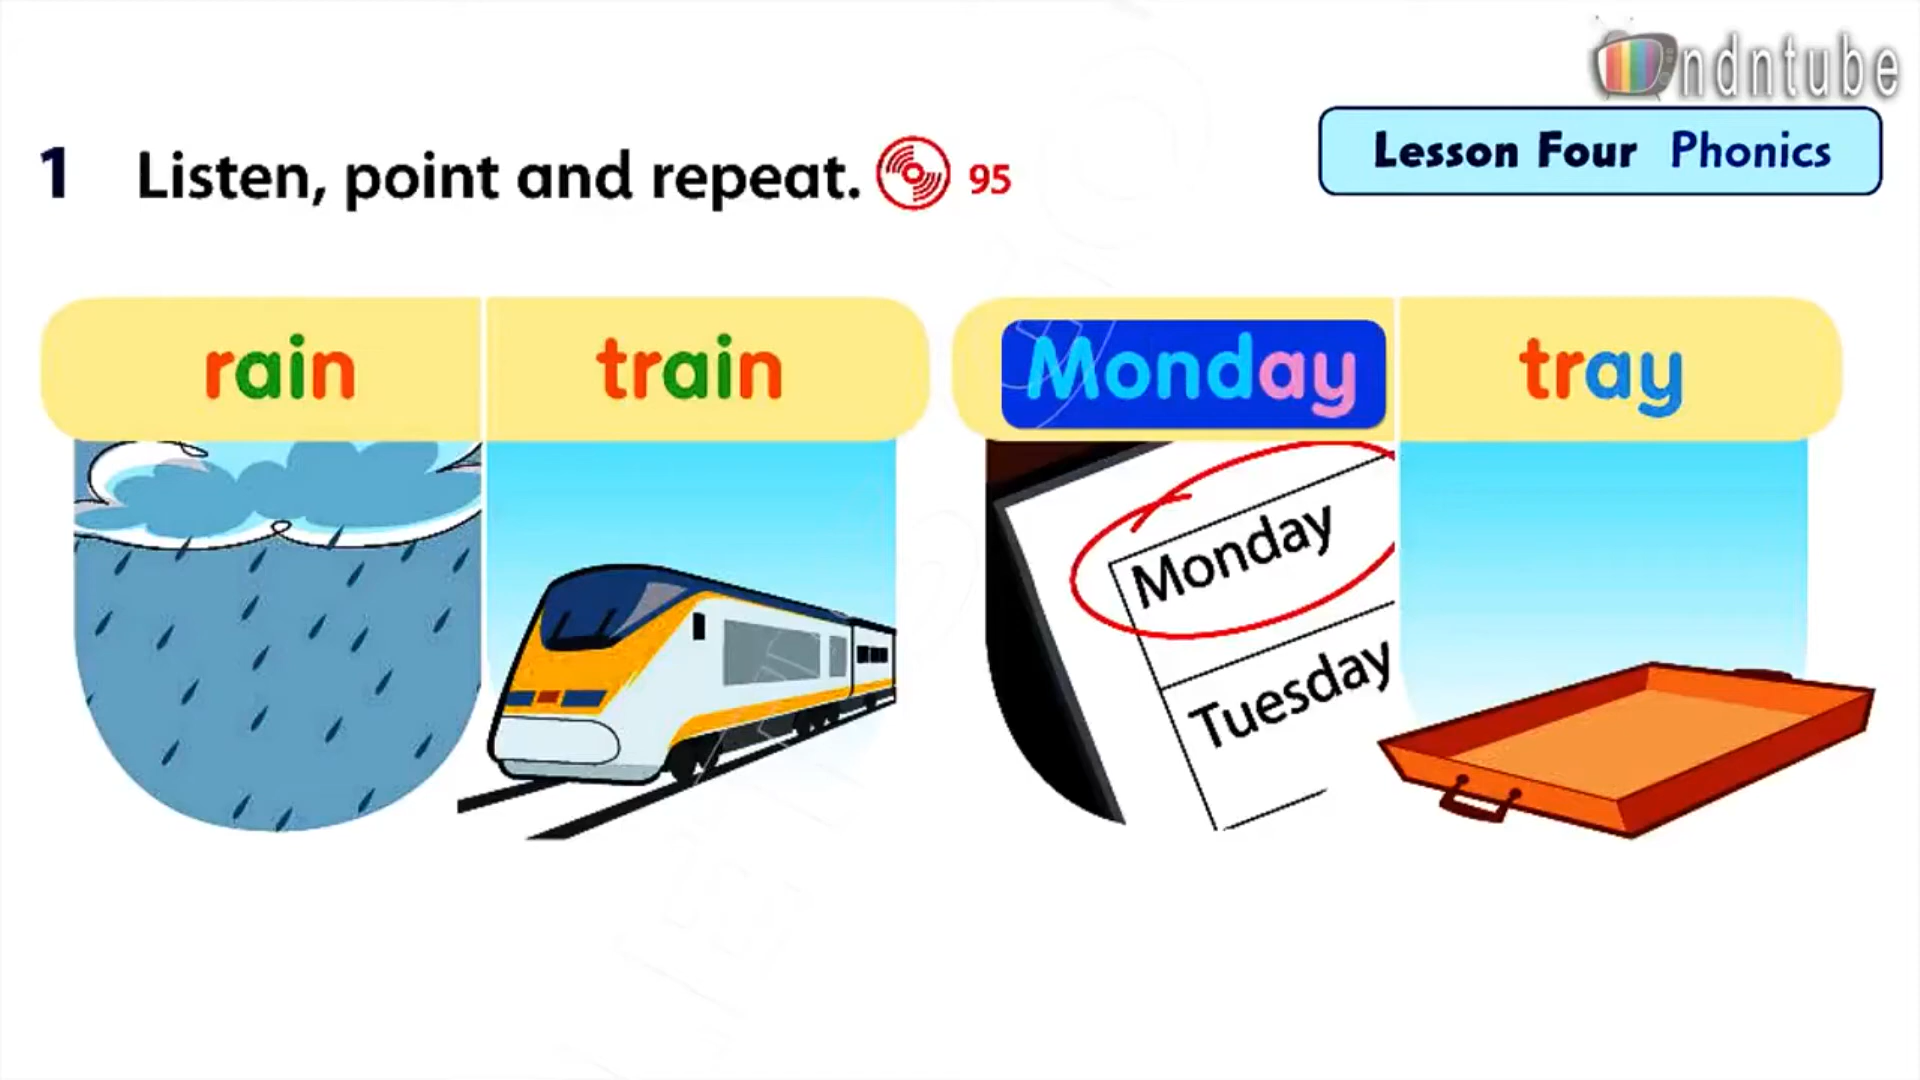 ndntube
Lesson Four Phonics
1 Listen, point and repeat. 95
rain train Monday tray
Monday
Tuesday